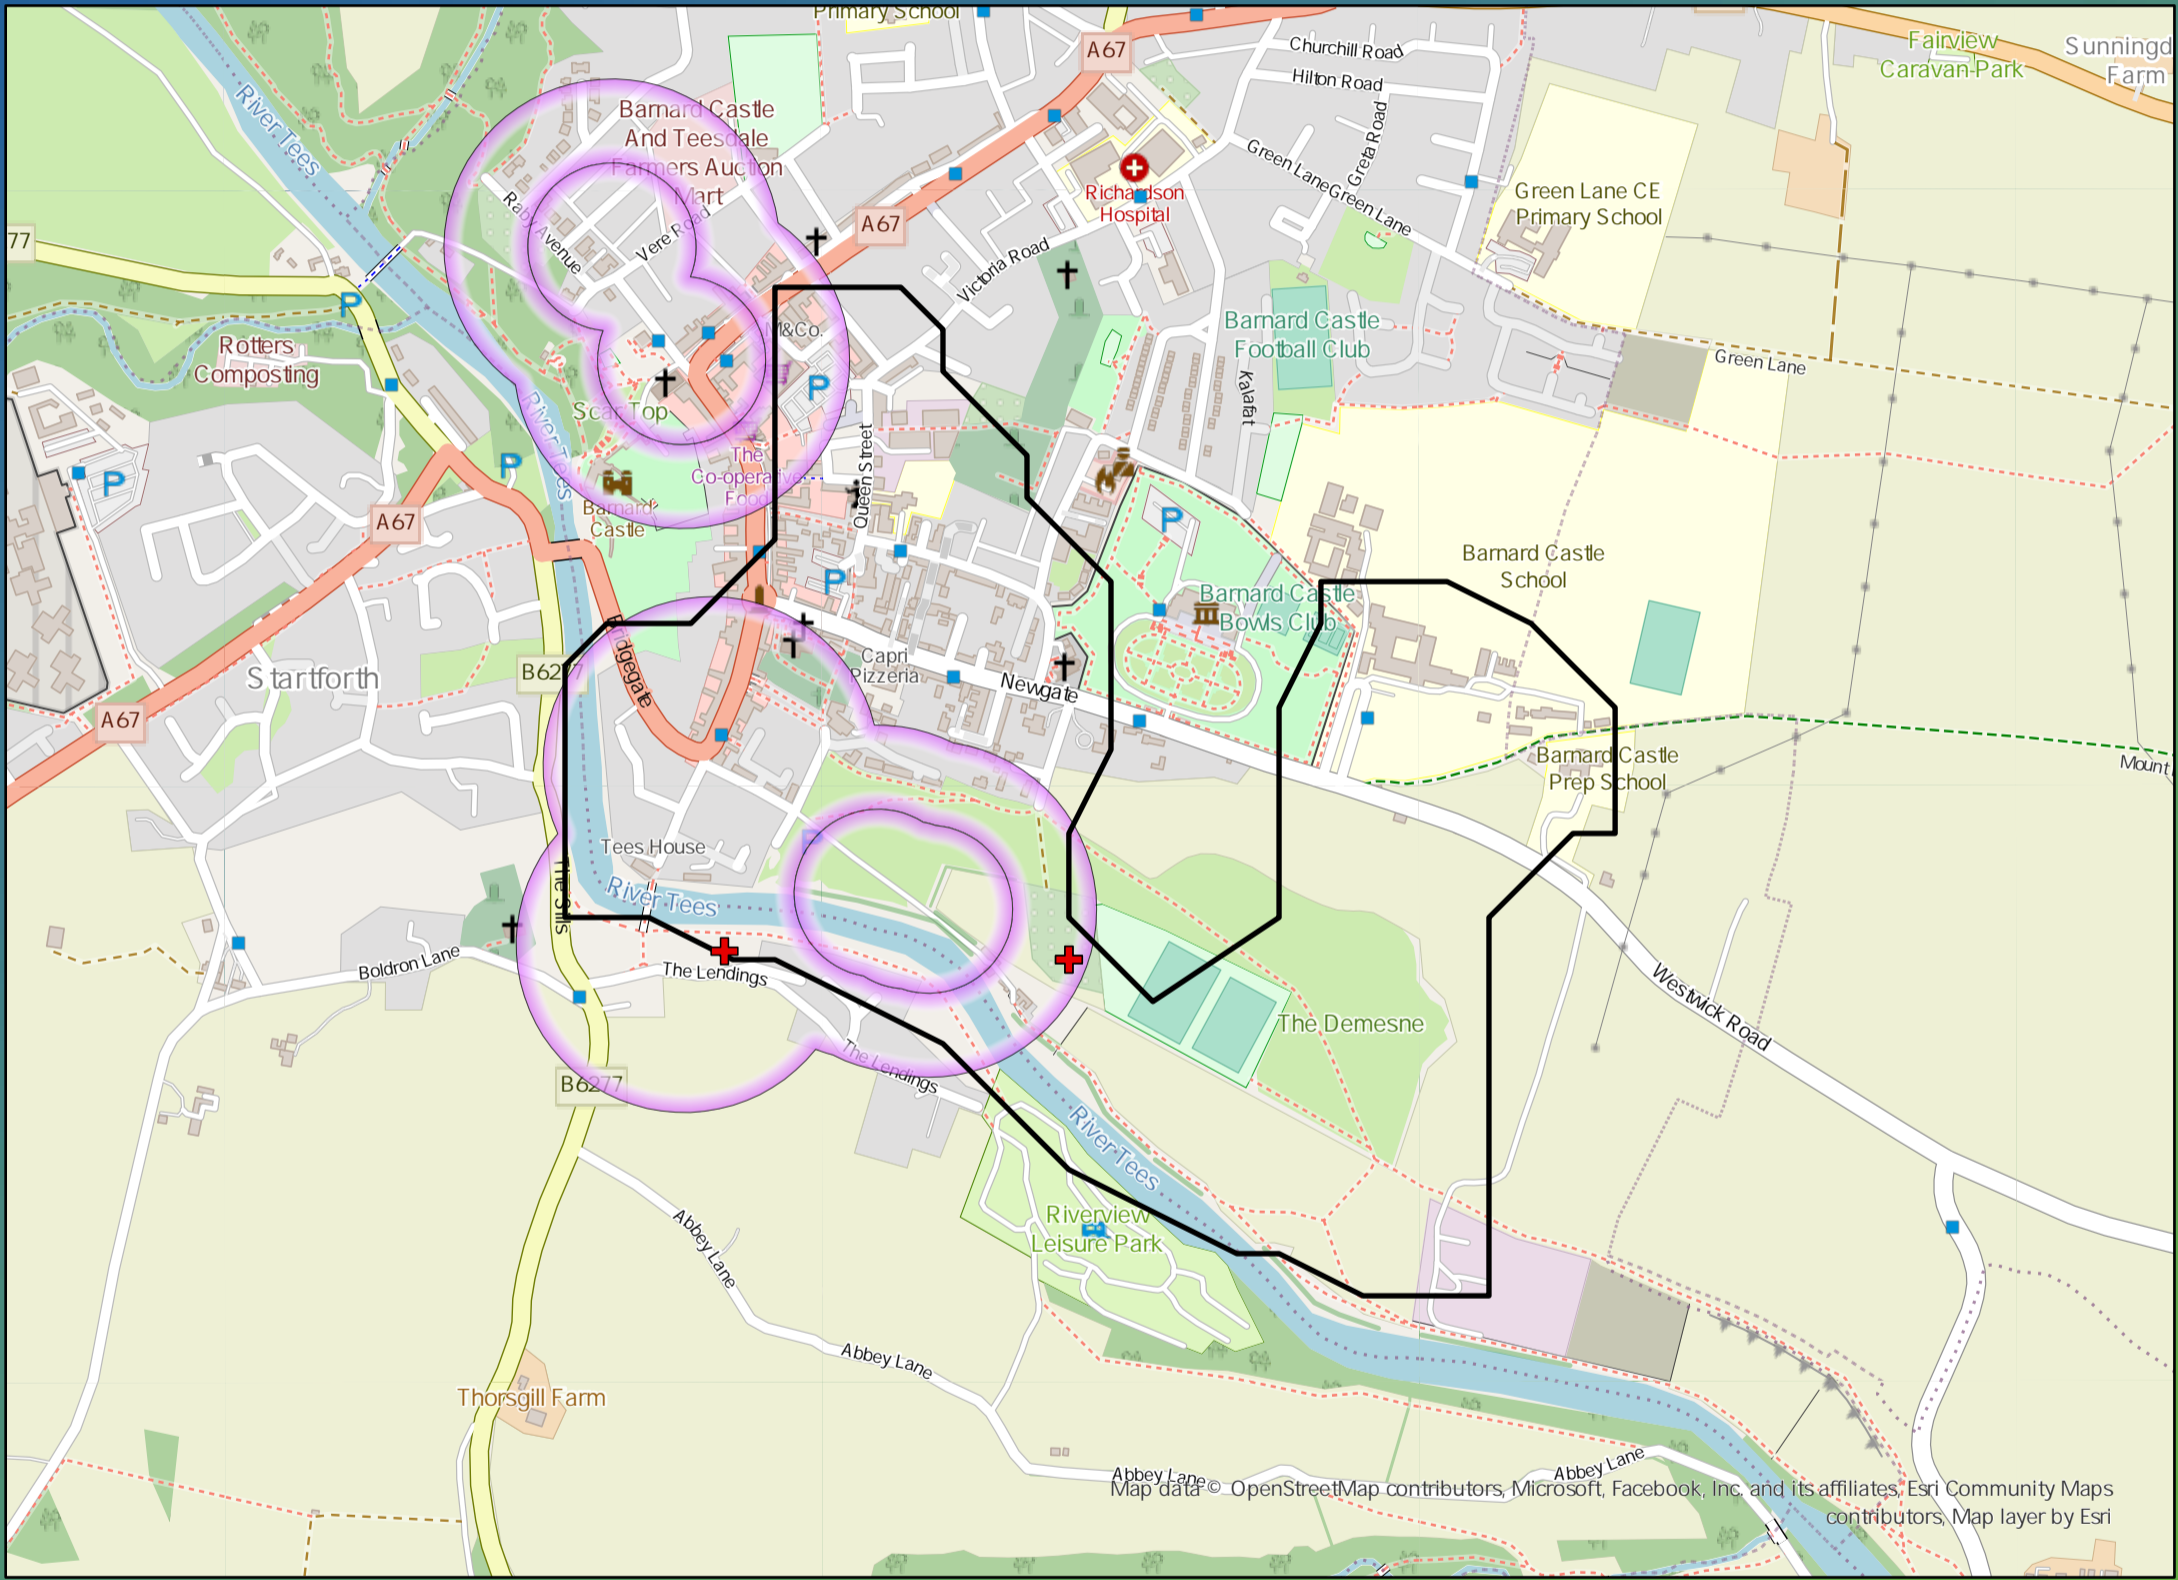 Primary School
A67
Churchill Road
Hilton Road
Fairview
Caravan Park
Sunningd
Farm
River Tees
Barnard Castle
And Teesdale
Farmers Auction
Mart
Greta Road
Green Lane
Green Lane
Richardson
Hospital
Green Lane CE
Primary School
Raby Avenue
Vere Road
A67
Victoria Road
77
P
Rotters
Composting
M&Co.
Barnard Castle
Football Club
Green Lane
Kalafat
P
Scar Top
River Tees
The
Co-operative
Food
Queen Street
P
P
A67
Barnard
Castle
P
Barnard Castle
School
P
Barnard Castle
Bowls Club
Bridgegate
Startforth
B6277
Capri
Pizzeria
Newgate
A67
Barnard Castle
Prep School
Mount
Tees House
P
The Sills
River Tees
Boldron Lane
The Lendings
Westwick Road
The Demesne
The Lendings
B6277
River Tees
Abbey Lane
Riverview
Leisure Park
Abbey Lane
Thorsgill Farm
Abbey Lane
Abbey Lane
Map data © OpenStreetMap contributors, Microsoft, Facebook, Inc. and its affiliates, Esri Community Maps
contributors, Map layer by Esri